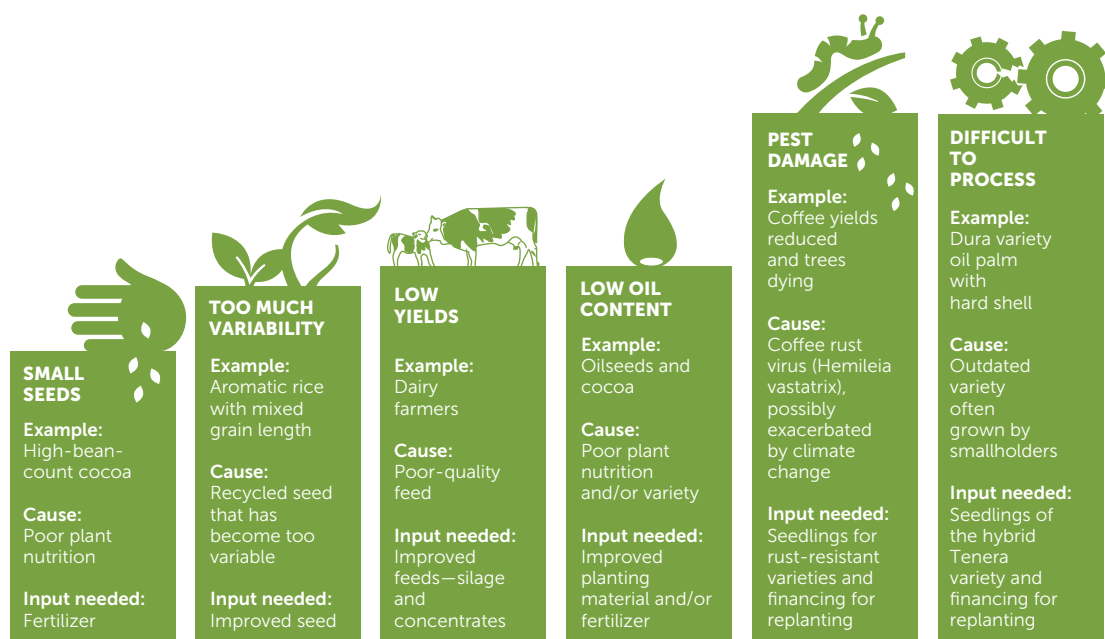 SMALL
SEEDS
Example:
High-bean-
count cocoa
Cause:
Poor plant
nutrition
Input needed:
Fertilizer
TOO MUCH
VARIABILITY
Example:
Aromatic rice
with mixed
grain length
Cause:
Recycled seed
that has
become too
variable
Input needed:
Improved seed
LOW
YIELDS
Example:
Dairy
farmers
Cause:
Poor-quality
feed
Input needed:
Improved
feeds—silage
and
concentrates
LOW OIL
CONTENT
Example:
Oilseeds and
cocoa
Cause:
Poor plant
nutrition
and/or variety
Input needed:
Improved
planting
material and/or
fertilizer
PEST
DAMAGE
Example:
Coffee yields
reduced
and trees
dying
Cause:
Coffee rust
virus (Hemileia
vastatrix),
possibly
exacerbated
by climate
change
Input needed:
Seedlings for
rust-resistant
varieties and
financing for
replanting
DIFFICULT
TO
PROCESS
Example:
Dura variety
oil palm
with
hard shell
Cause:
Outdated
variety
often
grown by
smallholders
Input needed:
Seedlings of
the hybrid
Tenera
variety and
financing for
replanting